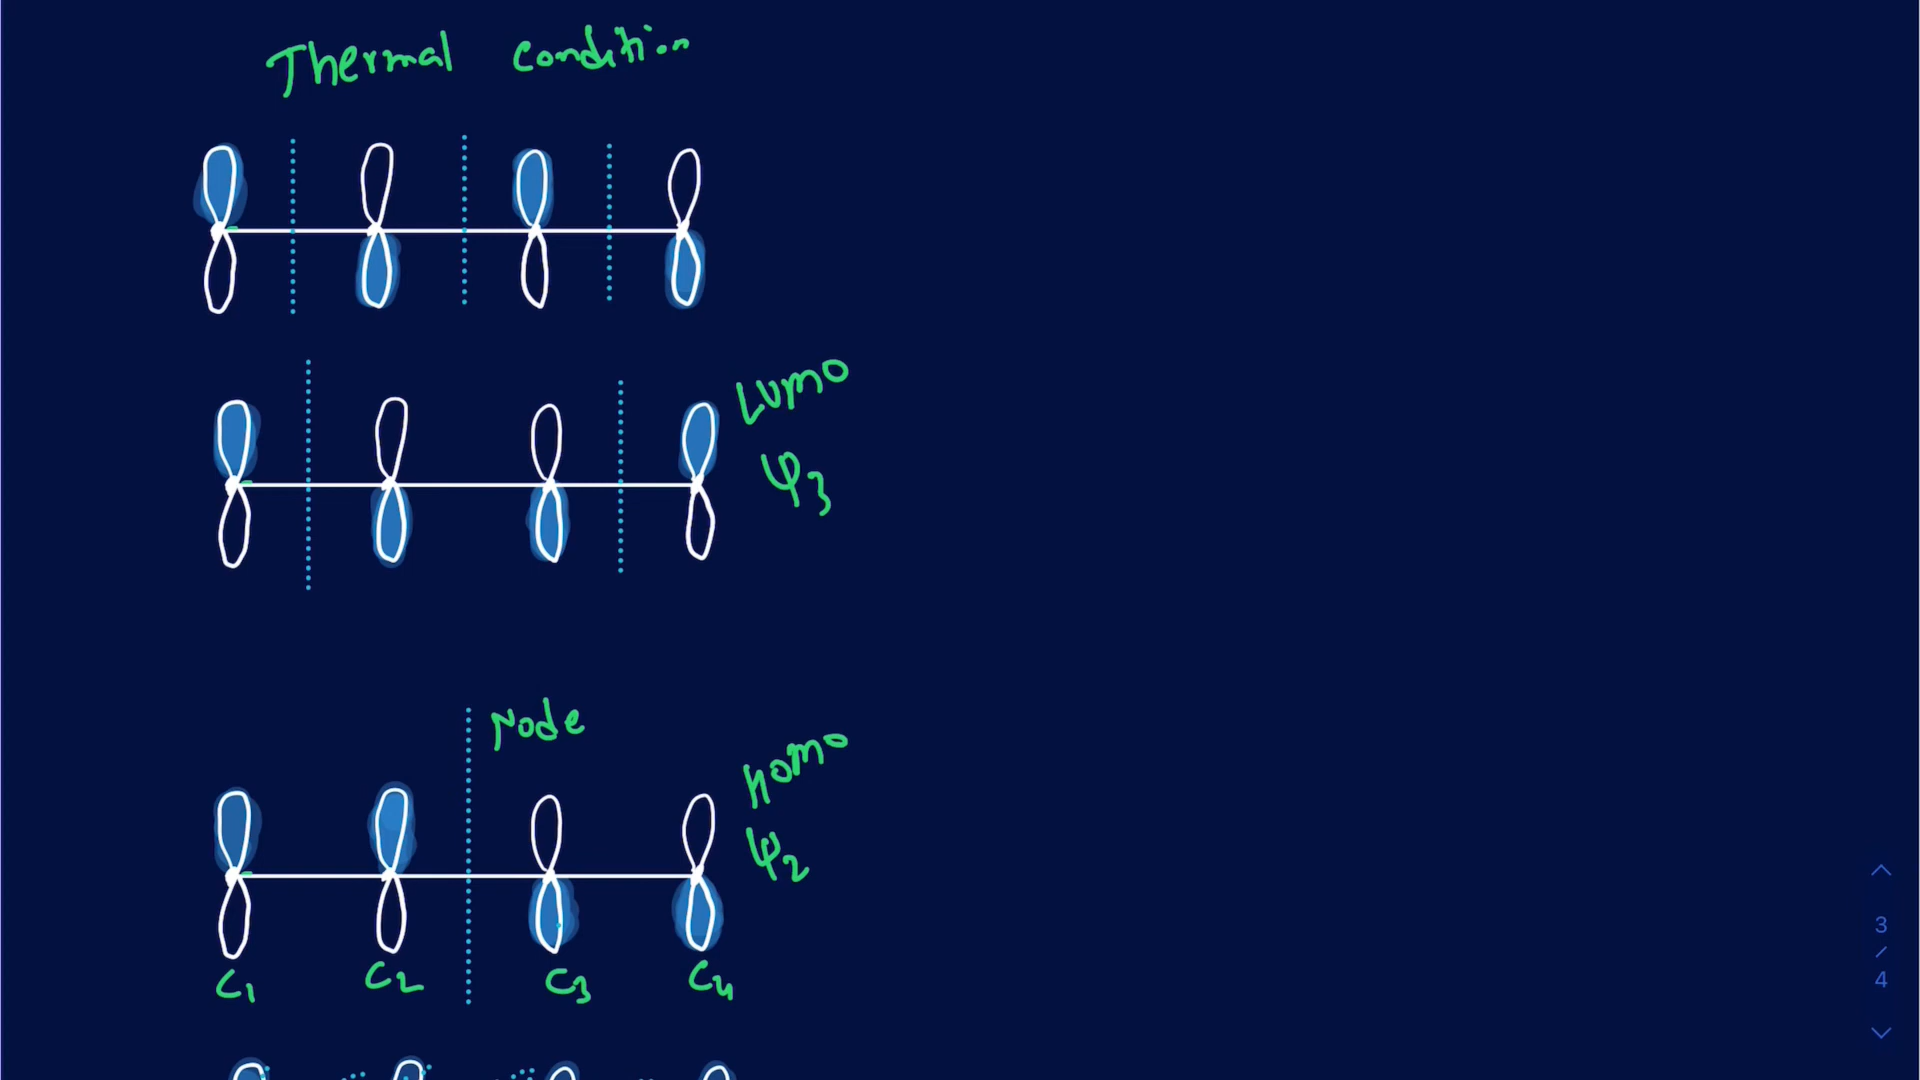 Thermal Condition
Lumo
ψ3
Node
Homo
ψ2
C1 C2 C3 C4
3
/
4